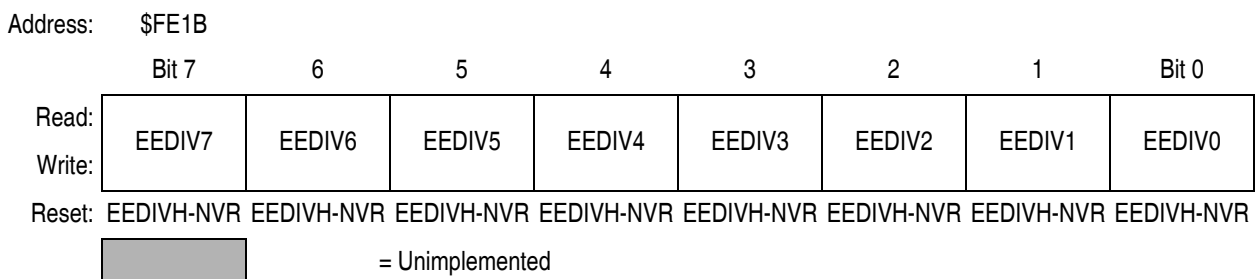 Address: $FE1B
Bit 7 6 5 4 3 2 1 Bit 0
Read:
EEDIV7 EEDIV6 EEDIV5 EEDIV4 EEDIV3 EEDIV2 EEDIV1 EEDIV0
Write:
Reset: EEDIVH-NVR EEDIVH-NVR EEDIVH-NVR EEDIVH-NVR EEDIVH-NVR EEDIVH-NVR EEDIVH-NVR EEDIVH-NVR
= Unimplemented